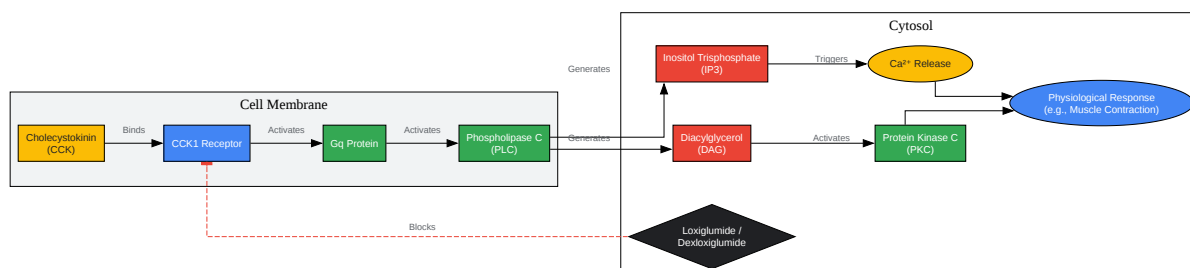 Cytosol
Inositol Trisphosphate
(IP3)
Triggers
Ca²⁺ Release
Generates
Physiological Response
(e.g., Muscle Contraction)
Cell Membrane
Cholecystokinin
(CCK)
Binds
CCK1 Receptor
Activates
Gq Protein
Activates
Phospholipase C
(PLC)
Generates
Diacylglycerol
(DAG)
Activates
Protein Kinase C
(PKC)
Blocks
Loxiglumide /
Dexloxiglumide